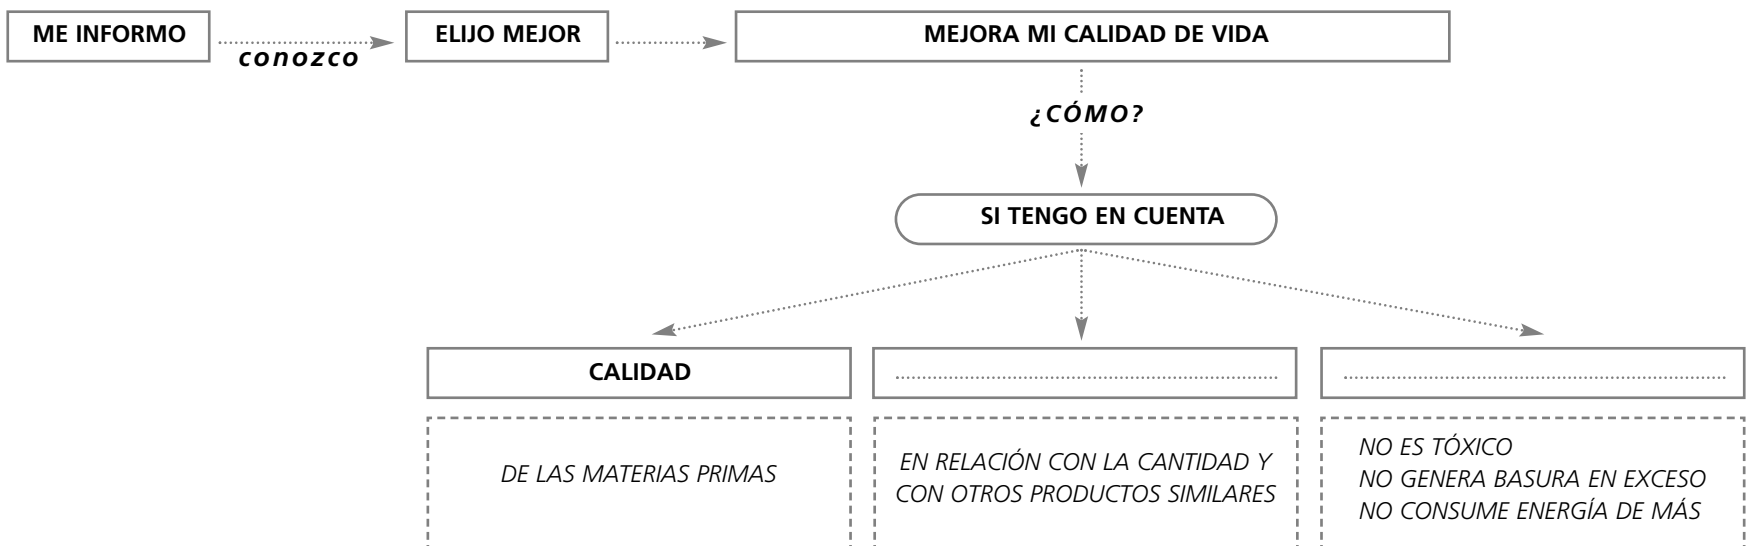 ME INFORMO
conozco
ELIJO MEJOR
MEJORA MI CALIDAD DE VIDA
¿CÓMO?
SI TENGO EN CUENTA
CALIDAD
DE LAS MATERIAS PRIMAS
EN RELACIÓN CON LA CANTIDAD Y
CON OTROS PRODUCTOS SIMILARES
NO ES TÓXICO
NO GENERA BASURA EN EXCESO
NO CONSUME ENERGÍA DE MÁS